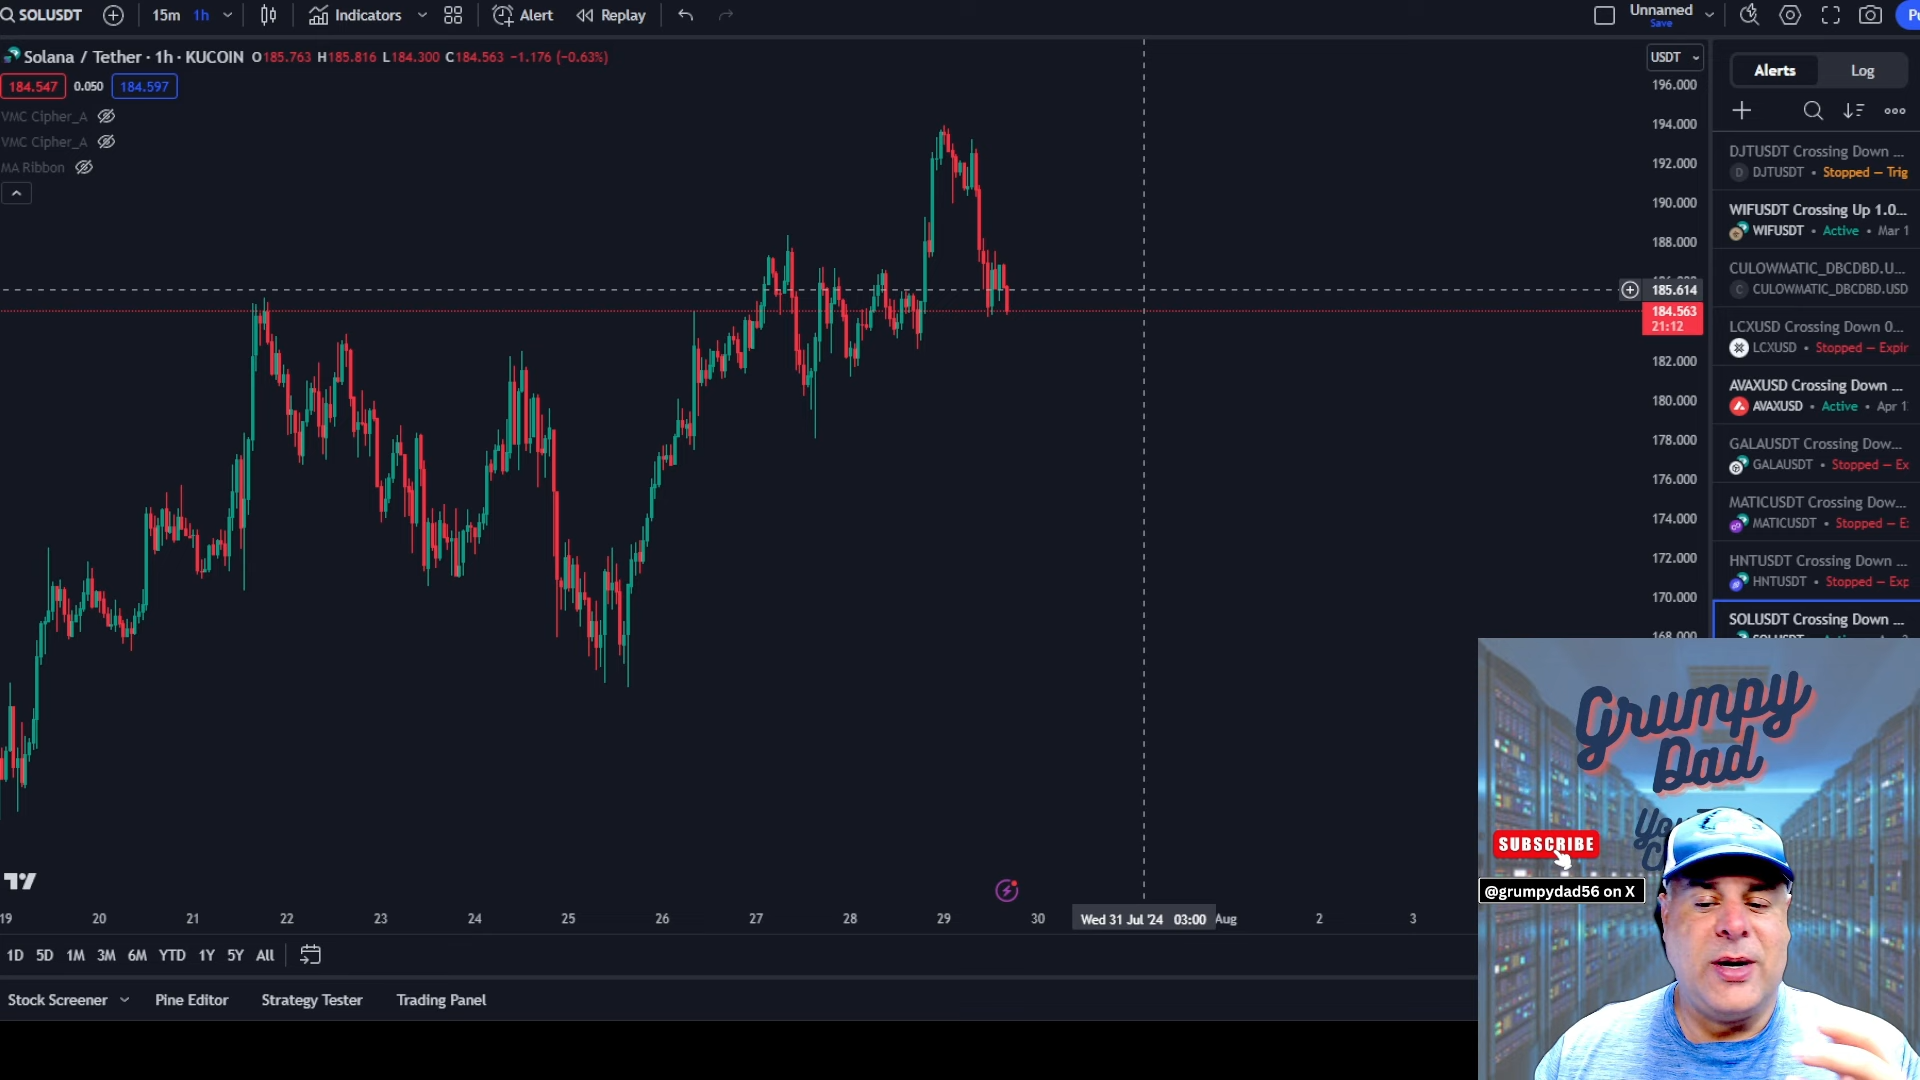 SOLUSDT 15m 1h Indicators Alert Replay Unnamed Save
Solana / Tether · 1h · KUCOIN O185.763 H185.816 L184.300 C184.563 −1.176 (−0.63%)
184.547 0.050 184.597
VMC Cipher_A
VMC Cipher_A
MA Ribbon
USDT
196.000
194.000
192.000
190.000
188.000
185.614
184.563
21:12
182.000
180.000
178.000
176.000
174.000
172.000
170.000
168.000
Alerts Log
DJTUSDT Crossing Down ...
DJTUSDT • Stopped — Trig
WIFUSDT Crossing Up 1.0...
WIFUSDT • Active • Mar 1
CULOWMATIC_DBCDBD.U...
CULOWMATIC_DBCDBD.USD
LCXUSD Crossing Down 0...
LCXUSD • Stopped — Expir
AVAXUSD Crossing Down ...
AVAXUSD • Active • Apr 1
GALAUSDT Crossing Dow...
GALAUSDT • Stopped — Ex
MATICUSDT Crossing Dow...
MATICUSDT • Stopped — E
HNTUSDT Crossing Down ...
HNTUSDT • Stopped — Exp
SOLUSDT Crossing Down ...
19 20 21 22 23 24 25 26 27 28 29 30 Wed 31 Jul '24 03:00 Aug 2 3
1D 5D 1M 3M 6M YTD 1Y 5Y All
Stock Screener Pine Editor Strategy Tester Trading Panel
Grumpy
Dad
SUBSCRIBE
@grumpydad56 on X